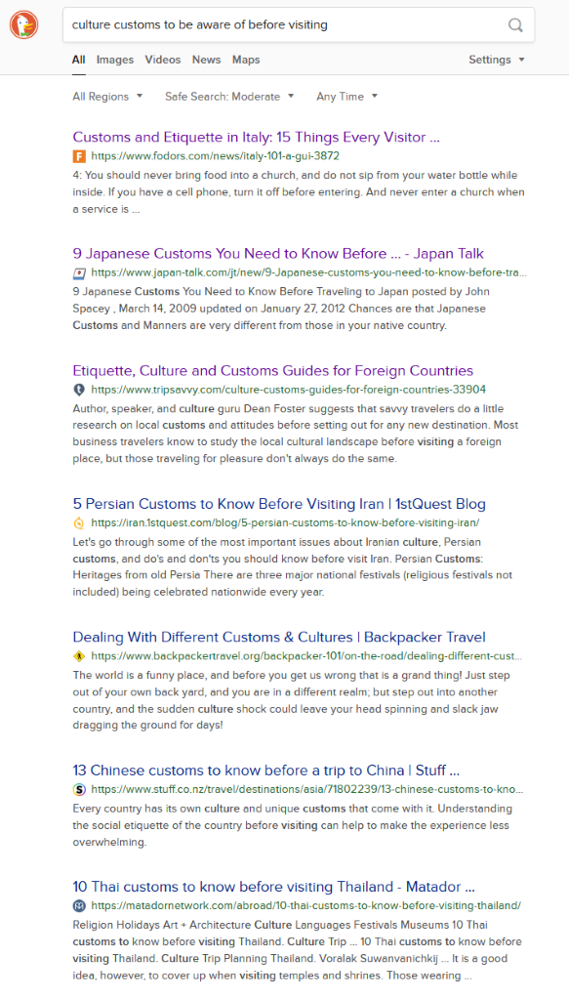 culture customs to be aware of before visiting
All Images Videos News Maps Settings
All Regions Safe Search: Moderate Any Time
Customs and Etiquette in Italy: 15 Things Every Visitor ...
F https://www.fodors.com/news/italy-101-a-gui-3872
4: You should never bring food into a church, and do not sip from your water bottle while
inside. If you have a cell phone, turn it off before entering. And never enter a church when
a service is ...
9 Japanese Customs You Need to Know Before ... - Japan Talk
https://www.japan-talk.com/jt/new/9-Japanese-customs-you-need-to-know-before-tra...
9 Japanese Customs You Need to Know Before Traveling to Japan posted by John
Spacey , March 14, 2009 updated on January 27, 2012 Chances are that Japanese
Customs and Manners are very different from those in your native country.
Etiquette, Culture and Customs Guides for Foreign Countries
t https://www.tripsavvy.com/culture-customs-guides-for-foreign-countries-33904
Author, speaker, and culture guru Dean Foster suggests that savvy travelers do a little
research on local customs and attitudes before setting out for any new destination. Most
business travelers know to study the local cultural landscape before visiting a foreign
place, but those traveling for pleasure don't always do the same.
5 Persian Customs to Know Before Visiting Iran | 1stQuest Blog
https://iran.1stquest.com/blog/5-persian-customs-to-know-before-visiting-iran/
Let's go through some of the most important issues about Iranian culture, Persian
customs, and do's and don'ts you should know before visit Iran. Persian Customs:
Heritages from old Persia There are three major national festivals (religious festivals not
included) being celebrated nationwide every year.
Dealing With Different Customs & Cultures | Backpacker Travel
https://www.backpackertravel.org/backpacker-101/on-the-road/dealing-different-cust...
The world is a funny place, and before you get us wrong that is a grand thing! Just step
out of your own back yard, and you are in a different realm; but step out into another
country, and the sudden culture shock could leave your head spinning and slack jaw
dragging the ground for days!
13 Chinese customs to know before a trip to China | Stuff ...
S https://www.stuff.co.nz/travel/destinations/asia/71802239/13-chinese-customs-to-kno...
Every country has its own culture and unique customs that come with it. Understanding
the social etiquette of the country before visiting can help to make the experience less
overwhelming.
10 Thai customs to know before visiting Thailand - Matador ...
https://matadornetwork.com/abroad/10-thai-customs-to-know-before-visiting-thailand/
Religion Holidays Art + Architecture Culture Languages Festivals Museums 10 Thai
customs to know before visiting Thailand. Culture Trip ... 10 Thai customs to know before
visiting Thailand. Culture Trip Planning Thailand. Voralak Suwanvanichkij ... It is a good
idea, however, to cover up when visiting temples and shrines. Those wearing ...